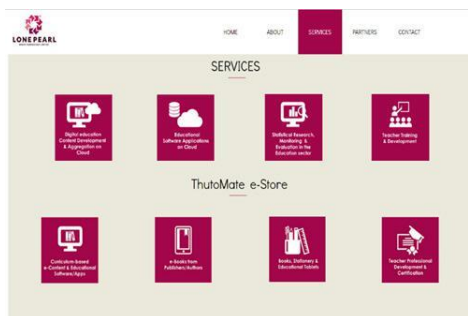 LONE PEARL
HOME ABOUT SERVICES PARTNERS CONTACT
SERVICES
Digital education
Content Development
& Aggregation on
Cloud
Educational
Software Applications
on Cloud
Statistical Research,
Monitoring &
Evaluation in the
Education sector
Teacher Training
& Development
ThutoMate e-Store
Curriculum-based
e-Content & Educational
Software/Apps
e-Books from
Publishers/Authors
Books, Stationery &
Educational Tablets
Teacher Professional
Development &
Certification